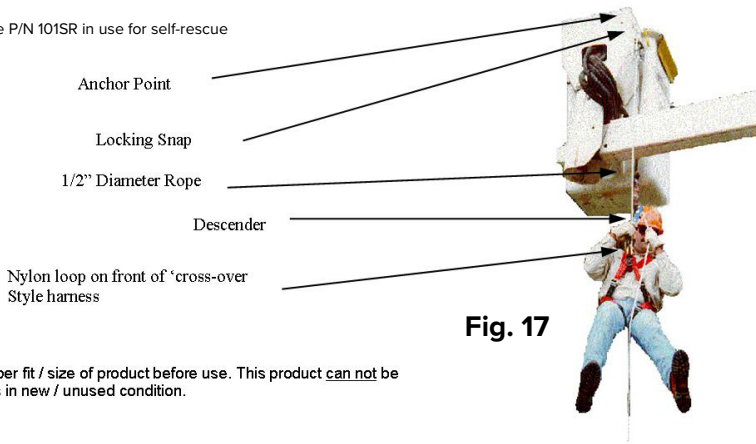 e P/N 101SR in use for self-rescue
Anchor Point
Locking Snap
1/2” Diameter Rope
Descender
Nylon loop on front of ‘cross-over
Style harness
Fig. 17
per fit / size of product before use. This product can not be
in new / unused condition.